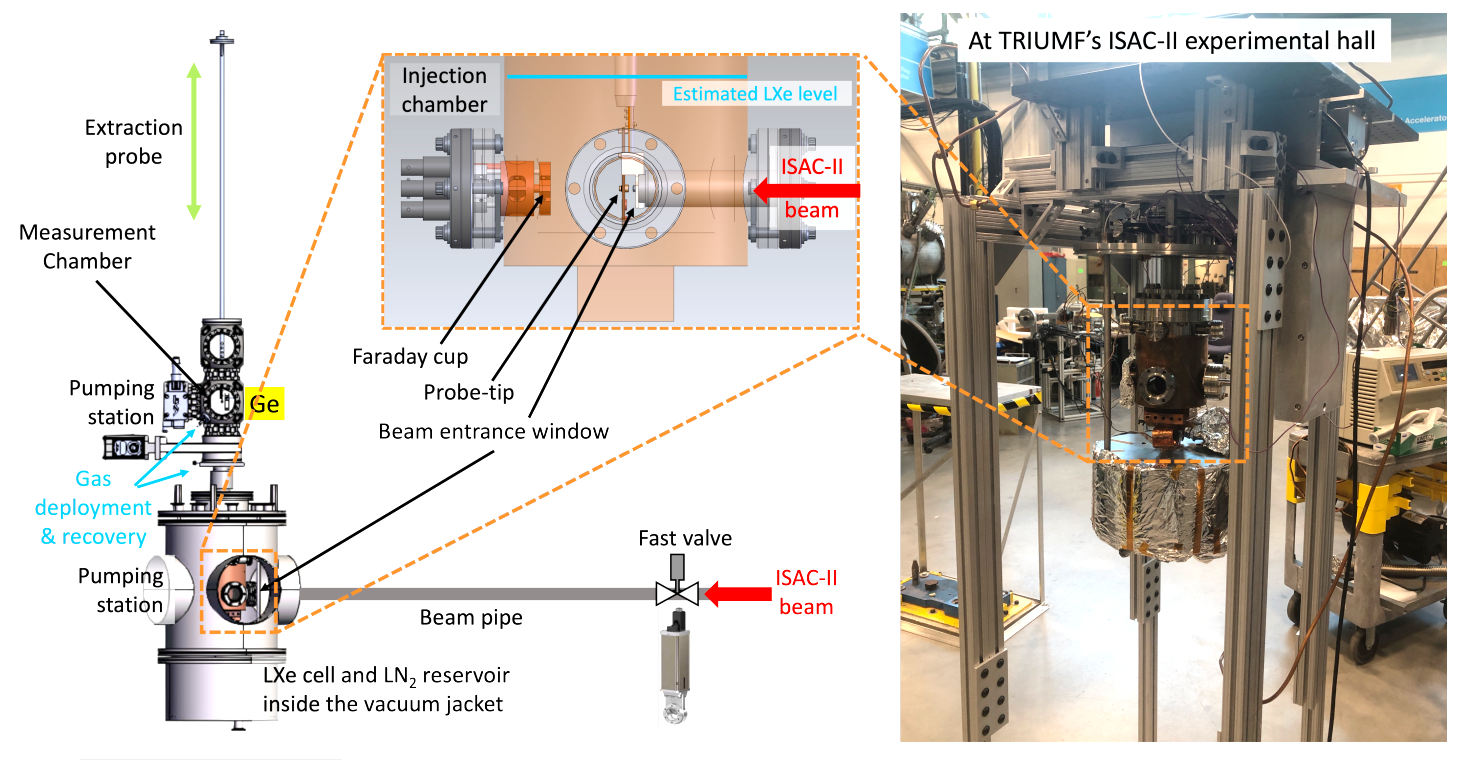 At TRIUMF's ISAC-II experimental hall
Accelerator
Injection
chamber
Estimated LXe level
ISAC-II
beam
Extraction
probe
Measurement
Chamber
Faraday cup
Probe-tip
Beam entrance window
Pumping
station
Ge
Gas
deployment
& recovery
Pumping
station
Fast valve
ISAC-II
beam
Beam pipe
LXe cell and LN₂ reservoir
inside the vacuum jacket